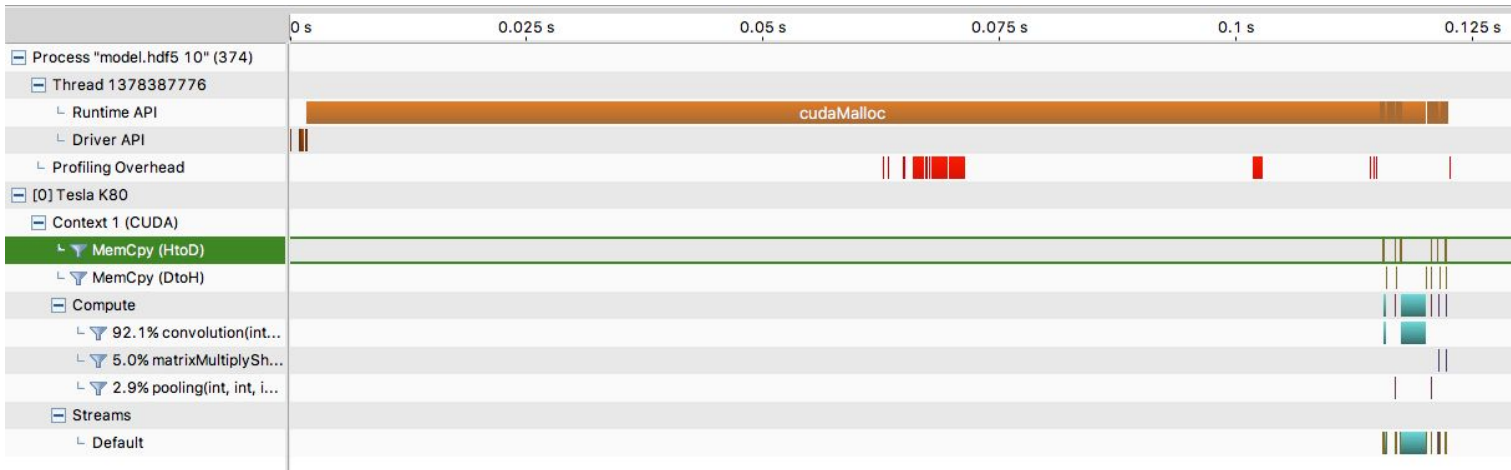 0 s 0.025 s 0.05 s 0.075 s 0.1 s 0.125 s
Process "model.hdf5 10" (374)
Thread 1378387776
Runtime API cudaMalloc
Driver API
Profiling Overhead
[0] Tesla K80
Context 1 (CUDA)
MemCpy (HtoD)
MemCpy (DtoH)
Compute
92.1% convolution(int...
5.0% matrixMultiplySh...
2.9% pooling(int, int, i...
Streams
Default